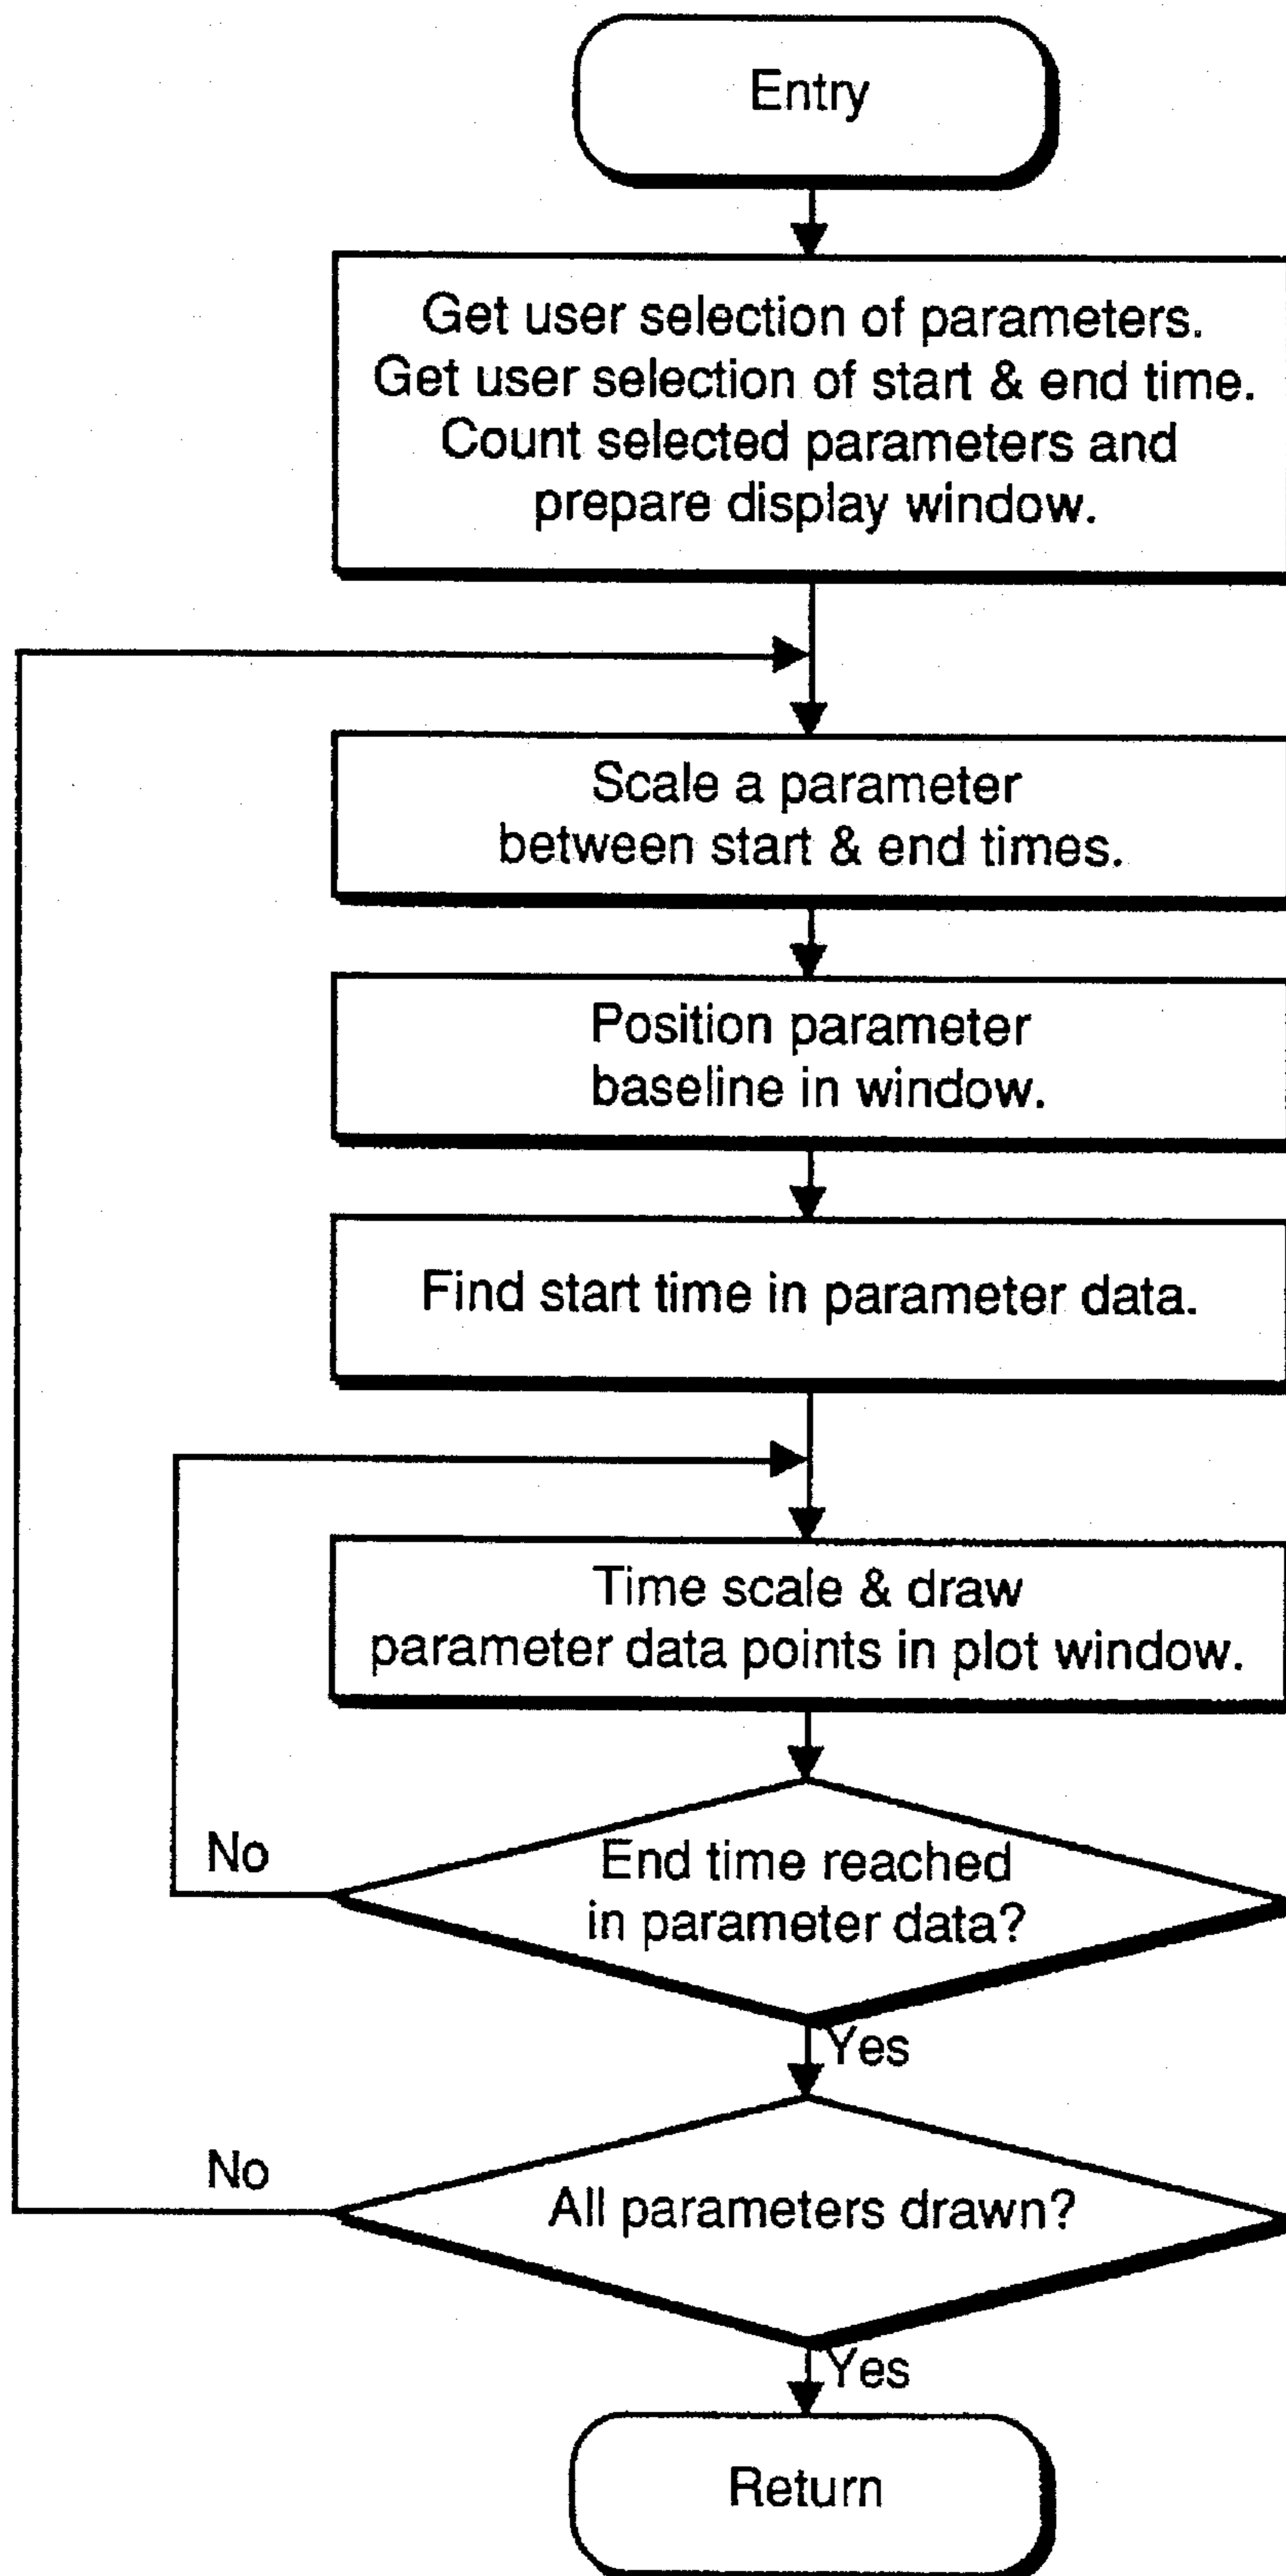 Entry
Get user selection of parameters.
Get user selection of start & end time.
Count selected parameters and
prepare display window.
Scale a parameter
between start & end times.
Position parameter
baseline in window.
Find start time in parameter data.
Time scale & draw
parameter data points in plot window.
No
End time reached
in parameter data?
Yes
No
All parameters drawn?
Yes
Return